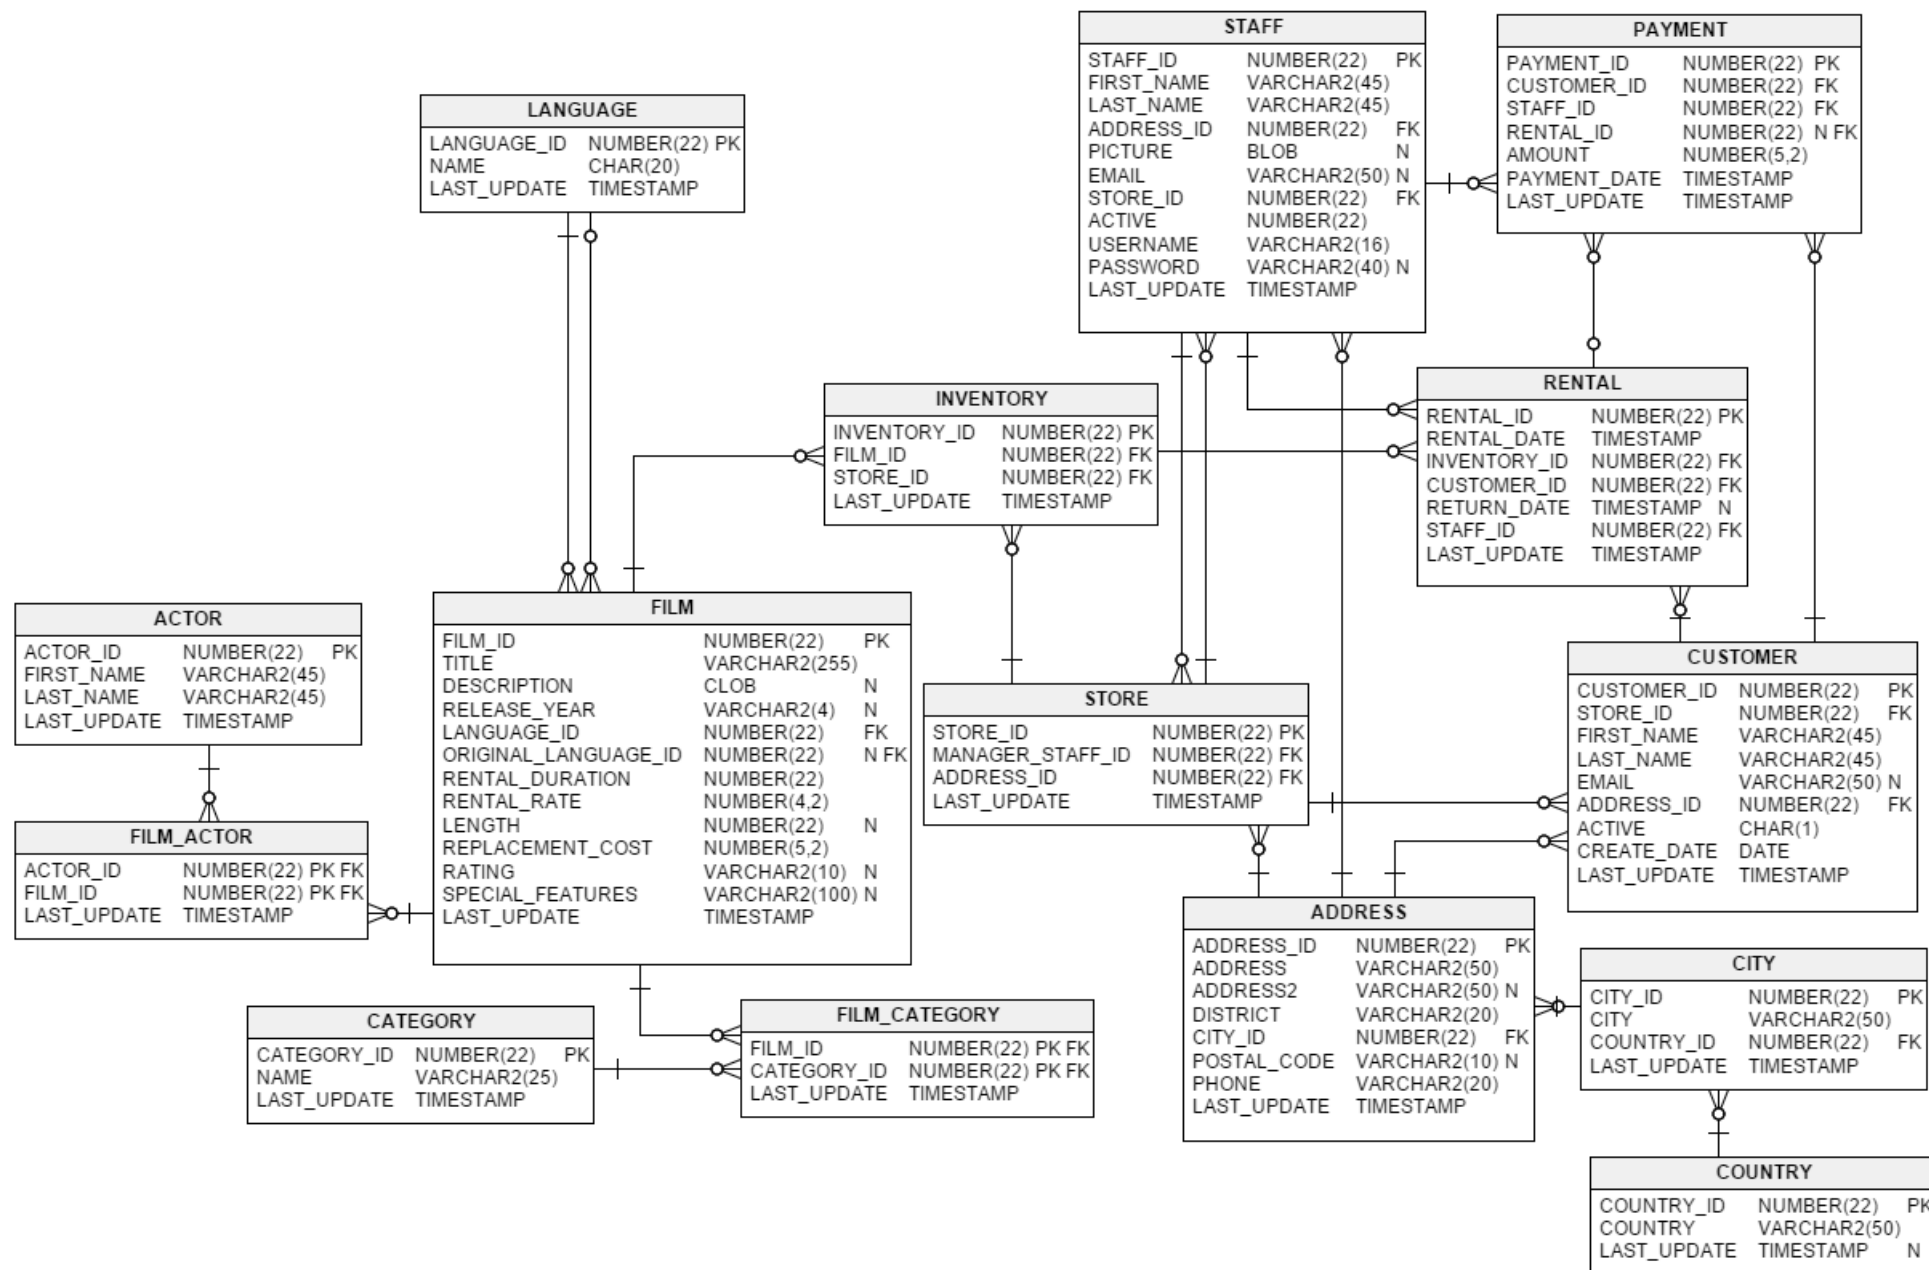 STAFF
STAFF_ID NUMBER(22) PK
FIRST_NAME VARCHAR2(45)
LAST_NAME VARCHAR2(45)
ADDRESS_ID NUMBER(22) FK
PICTURE BLOB N
EMAIL VARCHAR2(50) N
STORE_ID NUMBER(22) FK
ACTIVE NUMBER(22)
USERNAME VARCHAR2(16)
PASSWORD VARCHAR2(40) N
LAST_UPDATE TIMESTAMP
PAYMENT
PAYMENT_ID NUMBER(22) PK
CUSTOMER_ID NUMBER(22) FK
STAFF_ID NUMBER(22) FK
RENTAL_ID NUMBER(22) N FK
AMOUNT NUMBER(5,2)
PAYMENT_DATE TIMESTAMP
LAST_UPDATE TIMESTAMP
LANGUAGE
LANGUAGE_ID NUMBER(22) PK
NAME CHAR(20)
LAST_UPDATE TIMESTAMP
INVENTORY
INVENTORY_ID NUMBER(22) PK
FILM_ID NUMBER(22) FK
STORE_ID NUMBER(22) FK
LAST_UPDATE TIMESTAMP
RENTAL
RENTAL_ID NUMBER(22) PK
RENTAL_DATE TIMESTAMP
INVENTORY_ID NUMBER(22) FK
CUSTOMER_ID NUMBER(22) FK
RETURN_DATE TIMESTAMP N
STAFF_ID NUMBER(22) FK
LAST_UPDATE TIMESTAMP
ACTOR
ACTOR_ID NUMBER(22) PK
FIRST_NAME VARCHAR2(45)
LAST_NAME VARCHAR2(45)
LAST_UPDATE TIMESTAMP
FILM
FILM_ID NUMBER(22) PK
TITLE VARCHAR2(255)
DESCRIPTION CLOB N
RELEASE_YEAR VARCHAR2(4) N
LANGUAGE_ID NUMBER(22) FK
ORIGINAL_LANGUAGE_ID NUMBER(22) N FK
RENTAL_DURATION NUMBER(22)
RENTAL_RATE NUMBER(4,2)
LENGTH NUMBER(22) N
REPLACEMENT_COST NUMBER(5,2)
RATING VARCHAR2(10) N
SPECIAL_FEATURES VARCHAR2(100) N
LAST_UPDATE TIMESTAMP
STORE
STORE_ID NUMBER(22) PK
MANAGER_STAFF_ID NUMBER(22) FK
ADDRESS_ID NUMBER(22) FK
LAST_UPDATE TIMESTAMP
CUSTOMER
CUSTOMER_ID NUMBER(22) PK
STORE_ID NUMBER(22) FK
FIRST_NAME VARCHAR2(45)
LAST_NAME VARCHAR2(45)
EMAIL VARCHAR2(50) N
ADDRESS_ID NUMBER(22) FK
ACTIVE CHAR(1)
CREATE_DATE DATE
LAST_UPDATE TIMESTAMP
FILM_ACTOR
ACTOR_ID NUMBER(22) PK FK
FILM_ID NUMBER(22) PK FK
LAST_UPDATE TIMESTAMP
ADDRESS
ADDRESS_ID NUMBER(22) PK
ADDRESS VARCHAR2(50)
ADDRESS2 VARCHAR2(50) N
DISTRICT VARCHAR2(20)
CITY_ID NUMBER(22) FK
POSTAL_CODE VARCHAR2(10) N
PHONE VARCHAR2(20)
LAST_UPDATE TIMESTAMP
CITY
CITY_ID NUMBER(22) PK
CITY VARCHAR2(50)
COUNTRY_ID NUMBER(22) FK
LAST_UPDATE TIMESTAMP
CATEGORY
CATEGORY_ID NUMBER(22) PK
NAME VARCHAR2(25)
LAST_UPDATE TIMESTAMP
FILM_CATEGORY
FILM_ID NUMBER(22) PK FK
CATEGORY_ID NUMBER(22) PK FK
LAST_UPDATE TIMESTAMP
COUNTRY
COUNTRY_ID NUMBER(22) PK
COUNTRY VARCHAR2(50)
LAST_UPDATE TIMESTAMP N